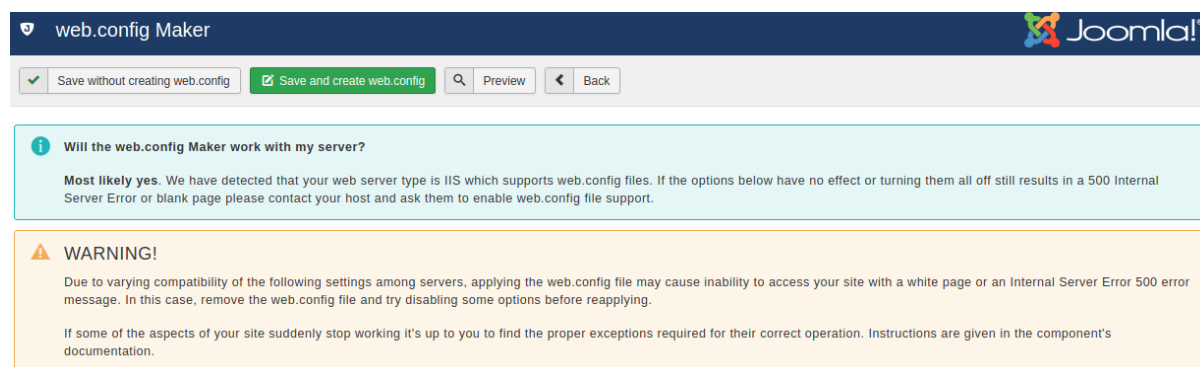 web.config Maker
Joomla!®
Save without creating web.config
Save and create web.config
Preview
Back
Will the web.config Maker work with my server?
Most likely yes. We have detected that your web server type is IIS which supports web.config files. If the options below have no effect or turning them all off still results in a 500 Internal
Server Error or blank page please contact your host and ask them to enable web.config file support.
WARNING!
Due to varying compatibility of the following settings among servers, applying the web.config file may cause inability to access your site with a white page or an Internal Server Error 500 error
message. In this case, remove the web.config file and try disabling some options before reapplying.
If some of the aspects of your site suddenly stop working it's up to you to find the proper exceptions required for their correct operation. Instructions are given in the component's
documentation.